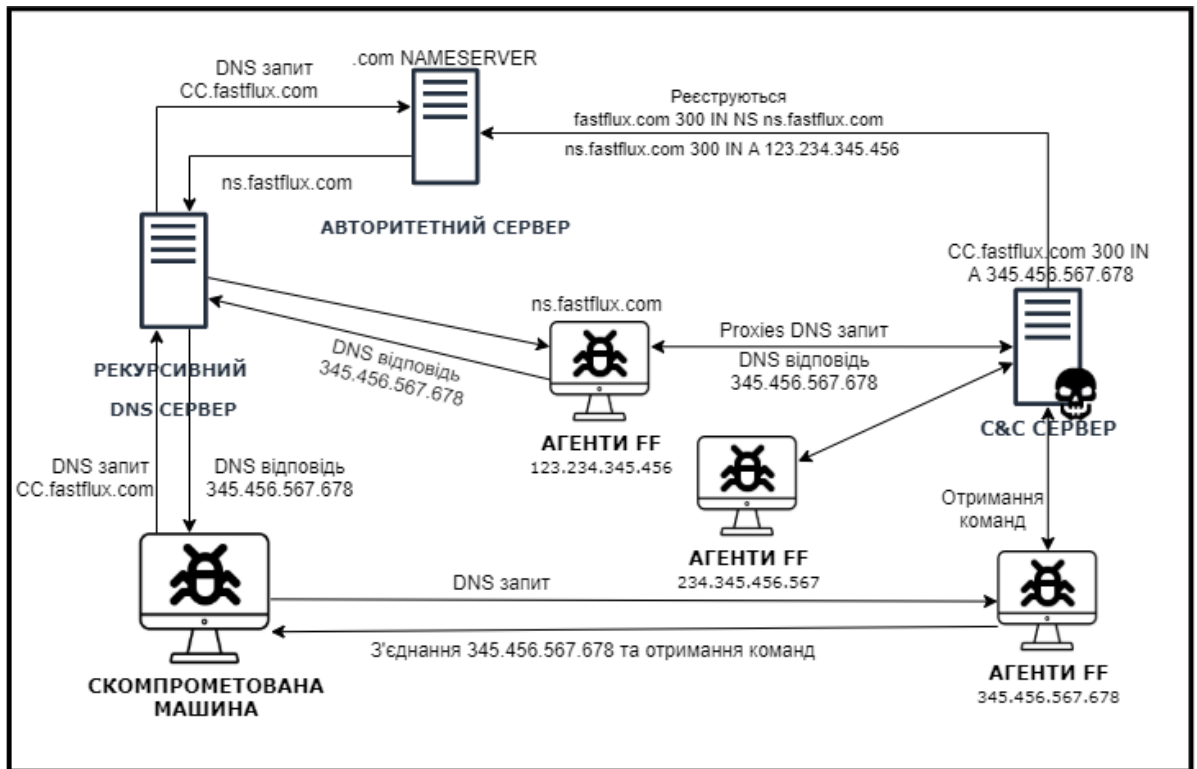 .com NAMESERVER
DNS запит
CC.fastflux.com
Реєструються
fastflux.com 300 IN NS ns.fastflux.com
ns.fastflux.com 300 IN A 123.234.345.456
ns.fastflux.com
АВТОРИТЕТНИЙ СЕРВЕР
CC.fastflux.com 300 IN
A 345.456.567.678
ns.fastflux.com
Proxies DNS запит
DNS відповідь
345.456.567.678
DNS відповідь
345.456.567.678
РЕКУРСИВНИЙ
DNS СЕРВЕР
C&C СЕРВЕР
АГЕНТИ FF
123.234.345.456
DNS запит
CC.fastflux.com
DNS відповідь
345.456.567.678
Отримання
команд
АГЕНТИ FF
234.345.456.567
DNS запит
З'єднання 345.456.567.678 та отримання команд
СКОМПРОМЕТОВАНА
МАШИНА
АГЕНТИ FF
345.456.567.678